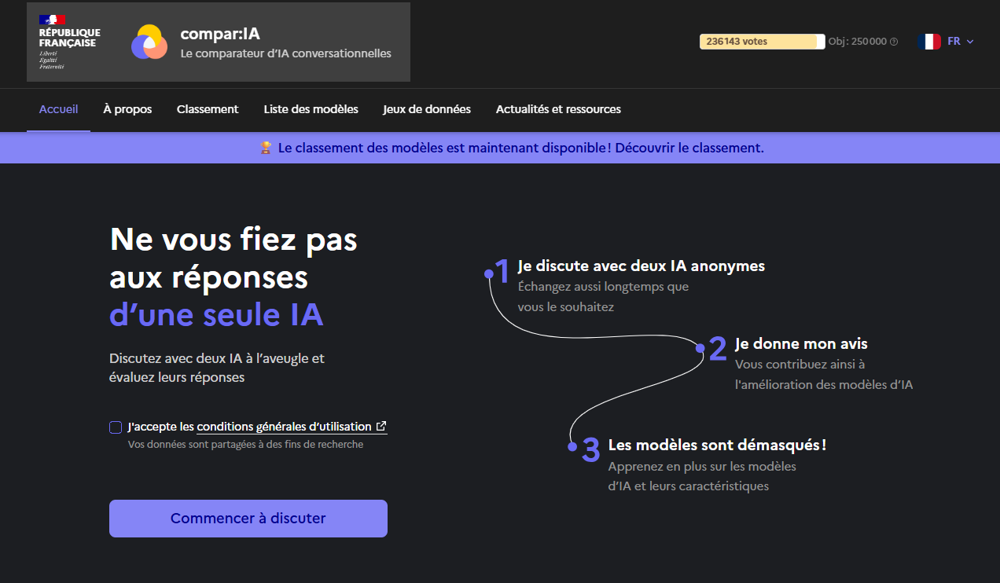 RÉPUBLIQUE
FRANÇAISE
Liberté
Égalité
Fraternité
compar:IA
Le comparateur d’IA conversationnelles
236 143 votes
Obj : 250 000
FR
Accueil
À propos
Classement
Liste des modèles
Jeux de données
Actualités et ressources
🏆 Le classement des modèles est maintenant disponible ! Découvrir le classement.
Ne vous fiez pas
aux réponses
d’une seule IA
Discutez avec deux IA à l’aveugle et
évaluez leurs réponses
J'accepte les conditions générales d’utilisation
Vos données sont partagées à des fins de recherche
Commencer à discuter
1 Je discute avec deux IA anonymes
Échangez aussi longtemps que
vous le souhaitez
2 Je donne mon avis
Vous contribuez ainsi à
l'amélioration des modèles d’IA
3 Les modèles sont démasqués !
Apprenez en plus sur les modèles
d’IA et leurs caractéristiques